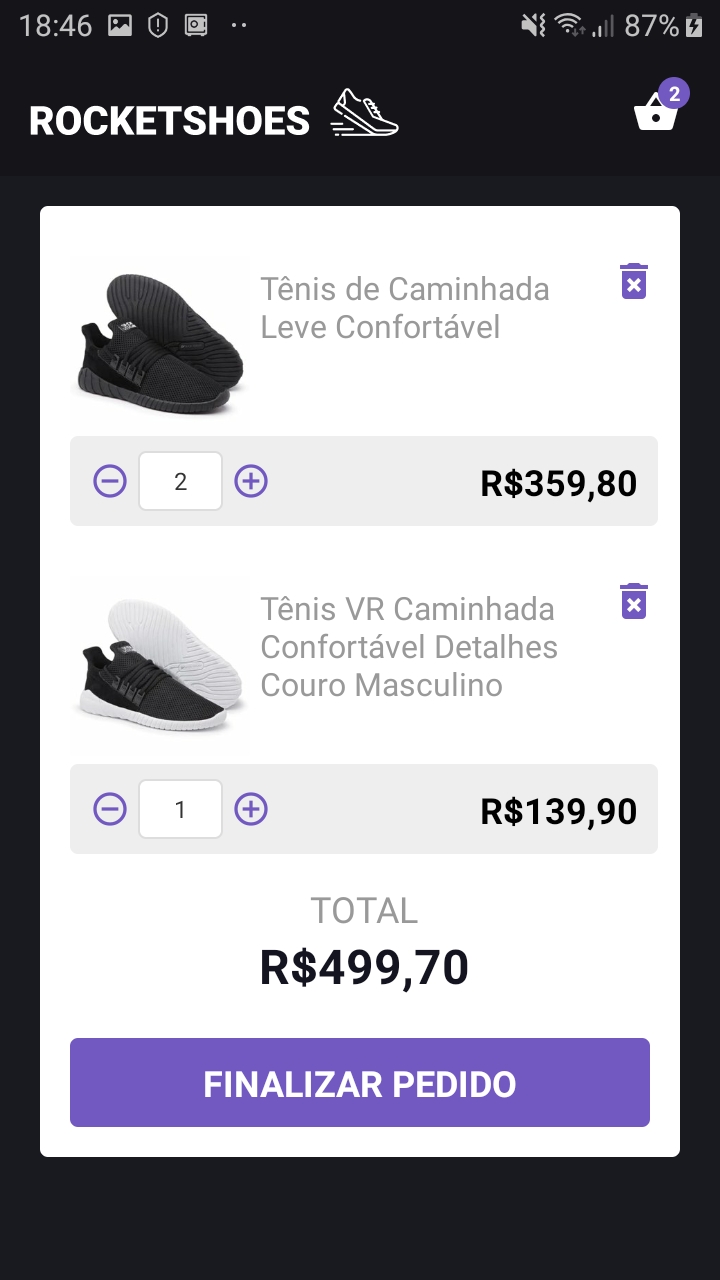 18:46
87%
ROCKETSHOES
2
Tênis de Caminhada
Leve Confortável
2
R$359,80
Tênis VR Caminhada
Confortável Detalhes
Couro Masculino
1
R$139,90
TOTAL
R$499,70
FINALIZAR PEDIDO